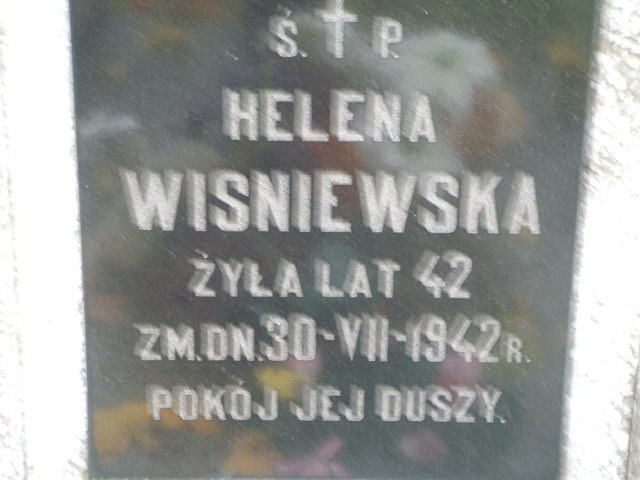 Ś. † P.
HELENA
WISNIEWSKA
ŻYŁA LAT 42
ZM.DN.30-VII-1942R.
POKÓJ JEJ DUSZY.